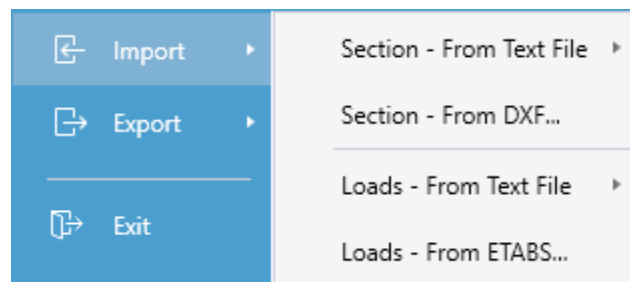 Import
Export
Exit
Section - From Text File
Section - From DXF...
Loads - From Text File
Loads - From ETABS...